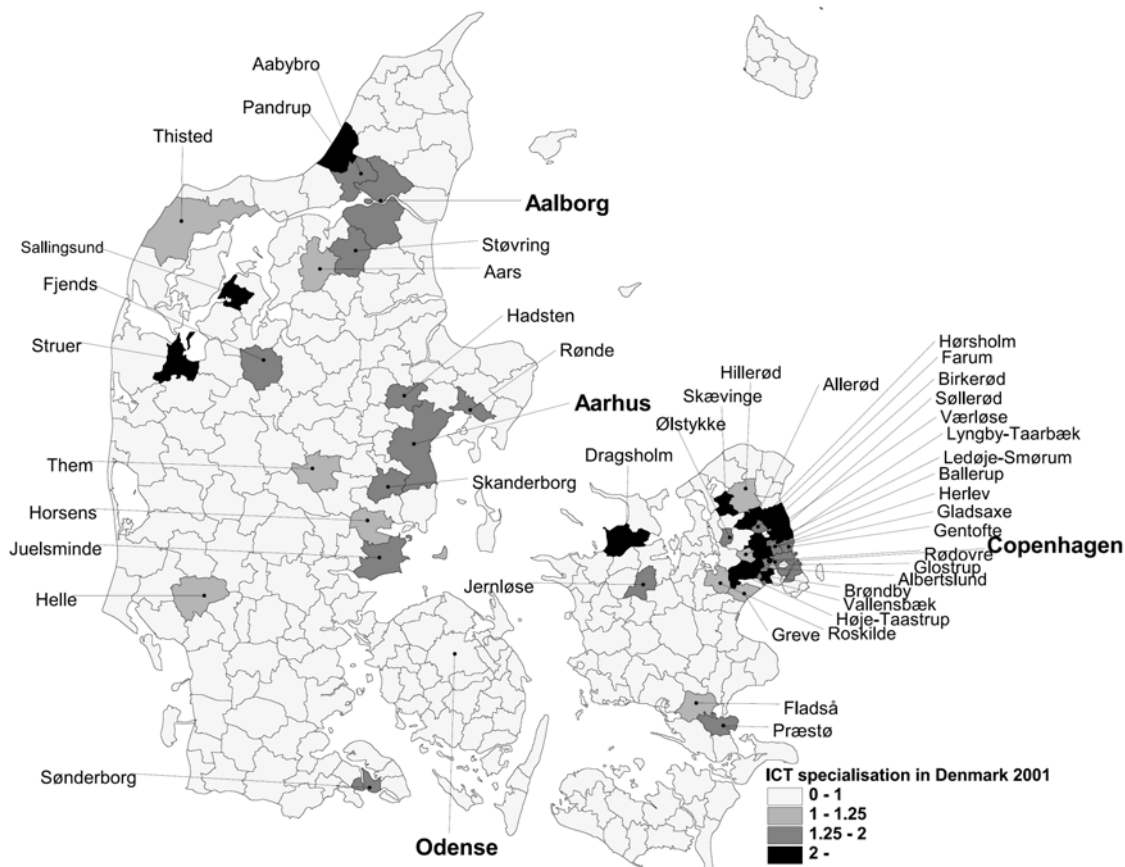 Aabybro
Pandrup
Thisted
Aalborg
Sallingsund
Støvring
Aars
Fjends
Hadsten
Struer
Rønde
Aarhus
Them
Skanderborg
Horsens
Juelsminde
Helle
Sønderborg
Odense
Hørsholm
Farum
Hillerød
Allerød
Birkerød
Skævinge
Søllerød
Ølstykke
Værløse
Lyngby-Taarbæk
Dragsholm
Ledøje-Smørum
Ballerup
Herlev
Gladsaxe
Gentofte
Copenhagen
Rødovre
Glostrup
Albertslund
Jernløse
Brøndby
Vallensbæk
Høje-Taastrup
Greve
Roskilde
Fladså
Præstø
ICT specialisation in Denmark 2001
0 - 1
1 - 1.25
1.25 - 2
2 -